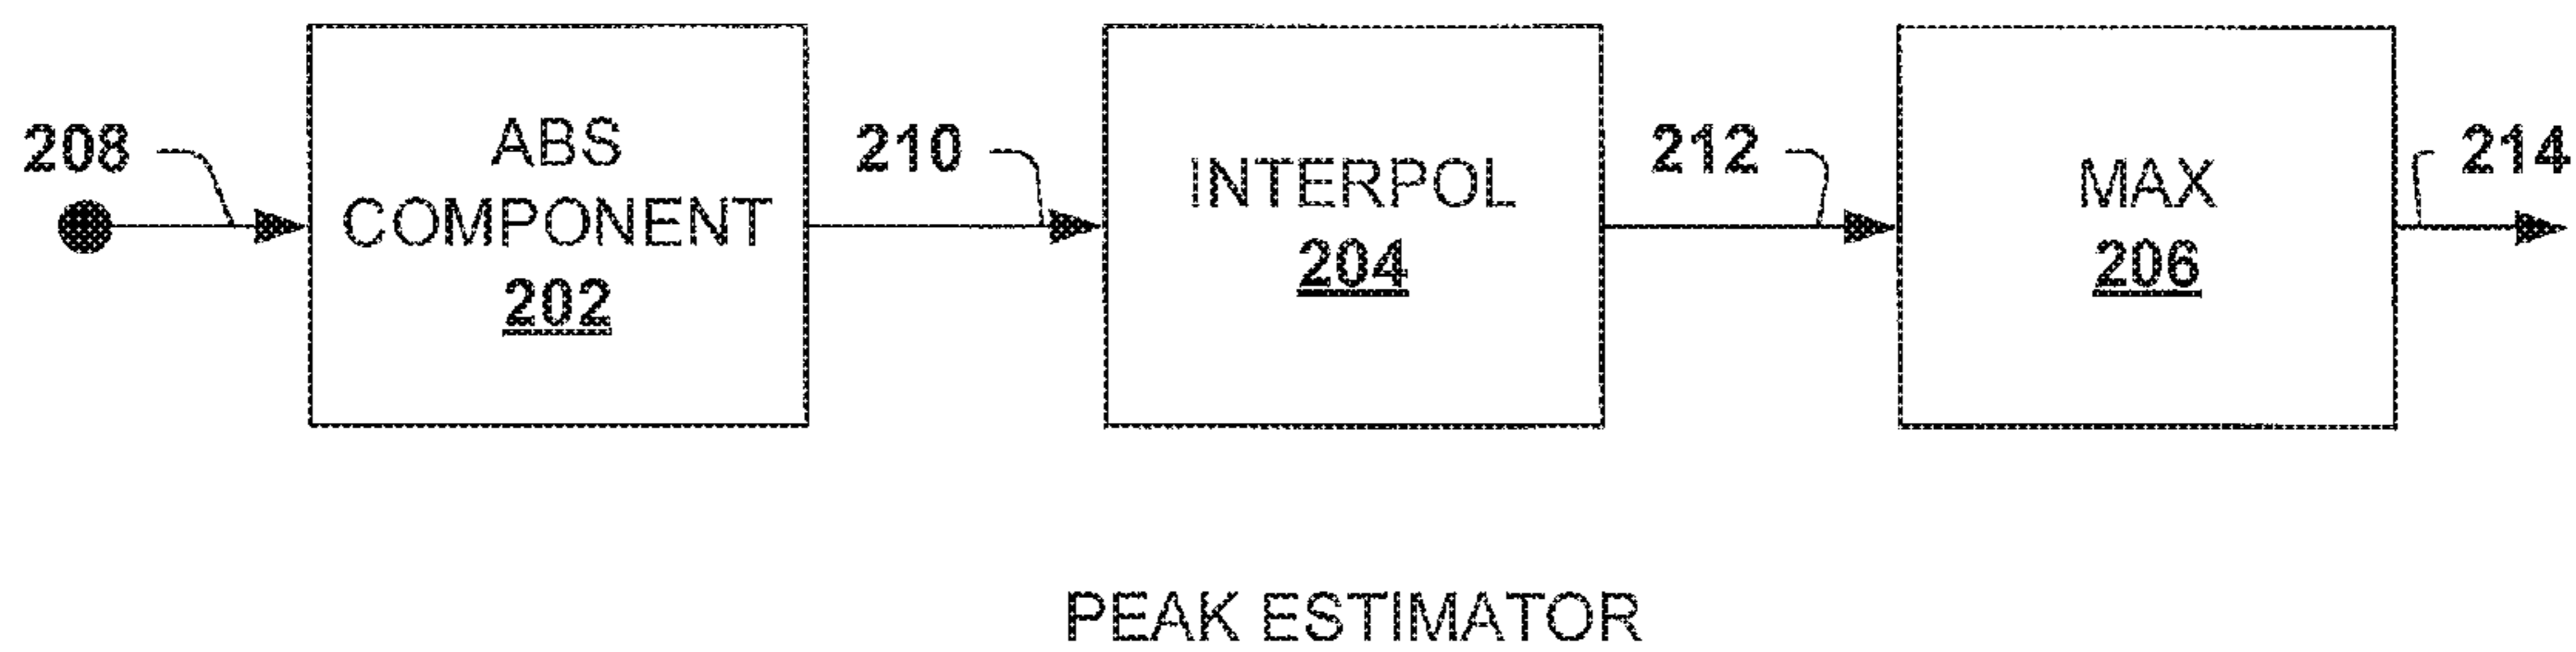 208
ABS
COMPONENT
202
210
INTERPOL
204
212
MAX
206
214
PEAK ESTIMATOR